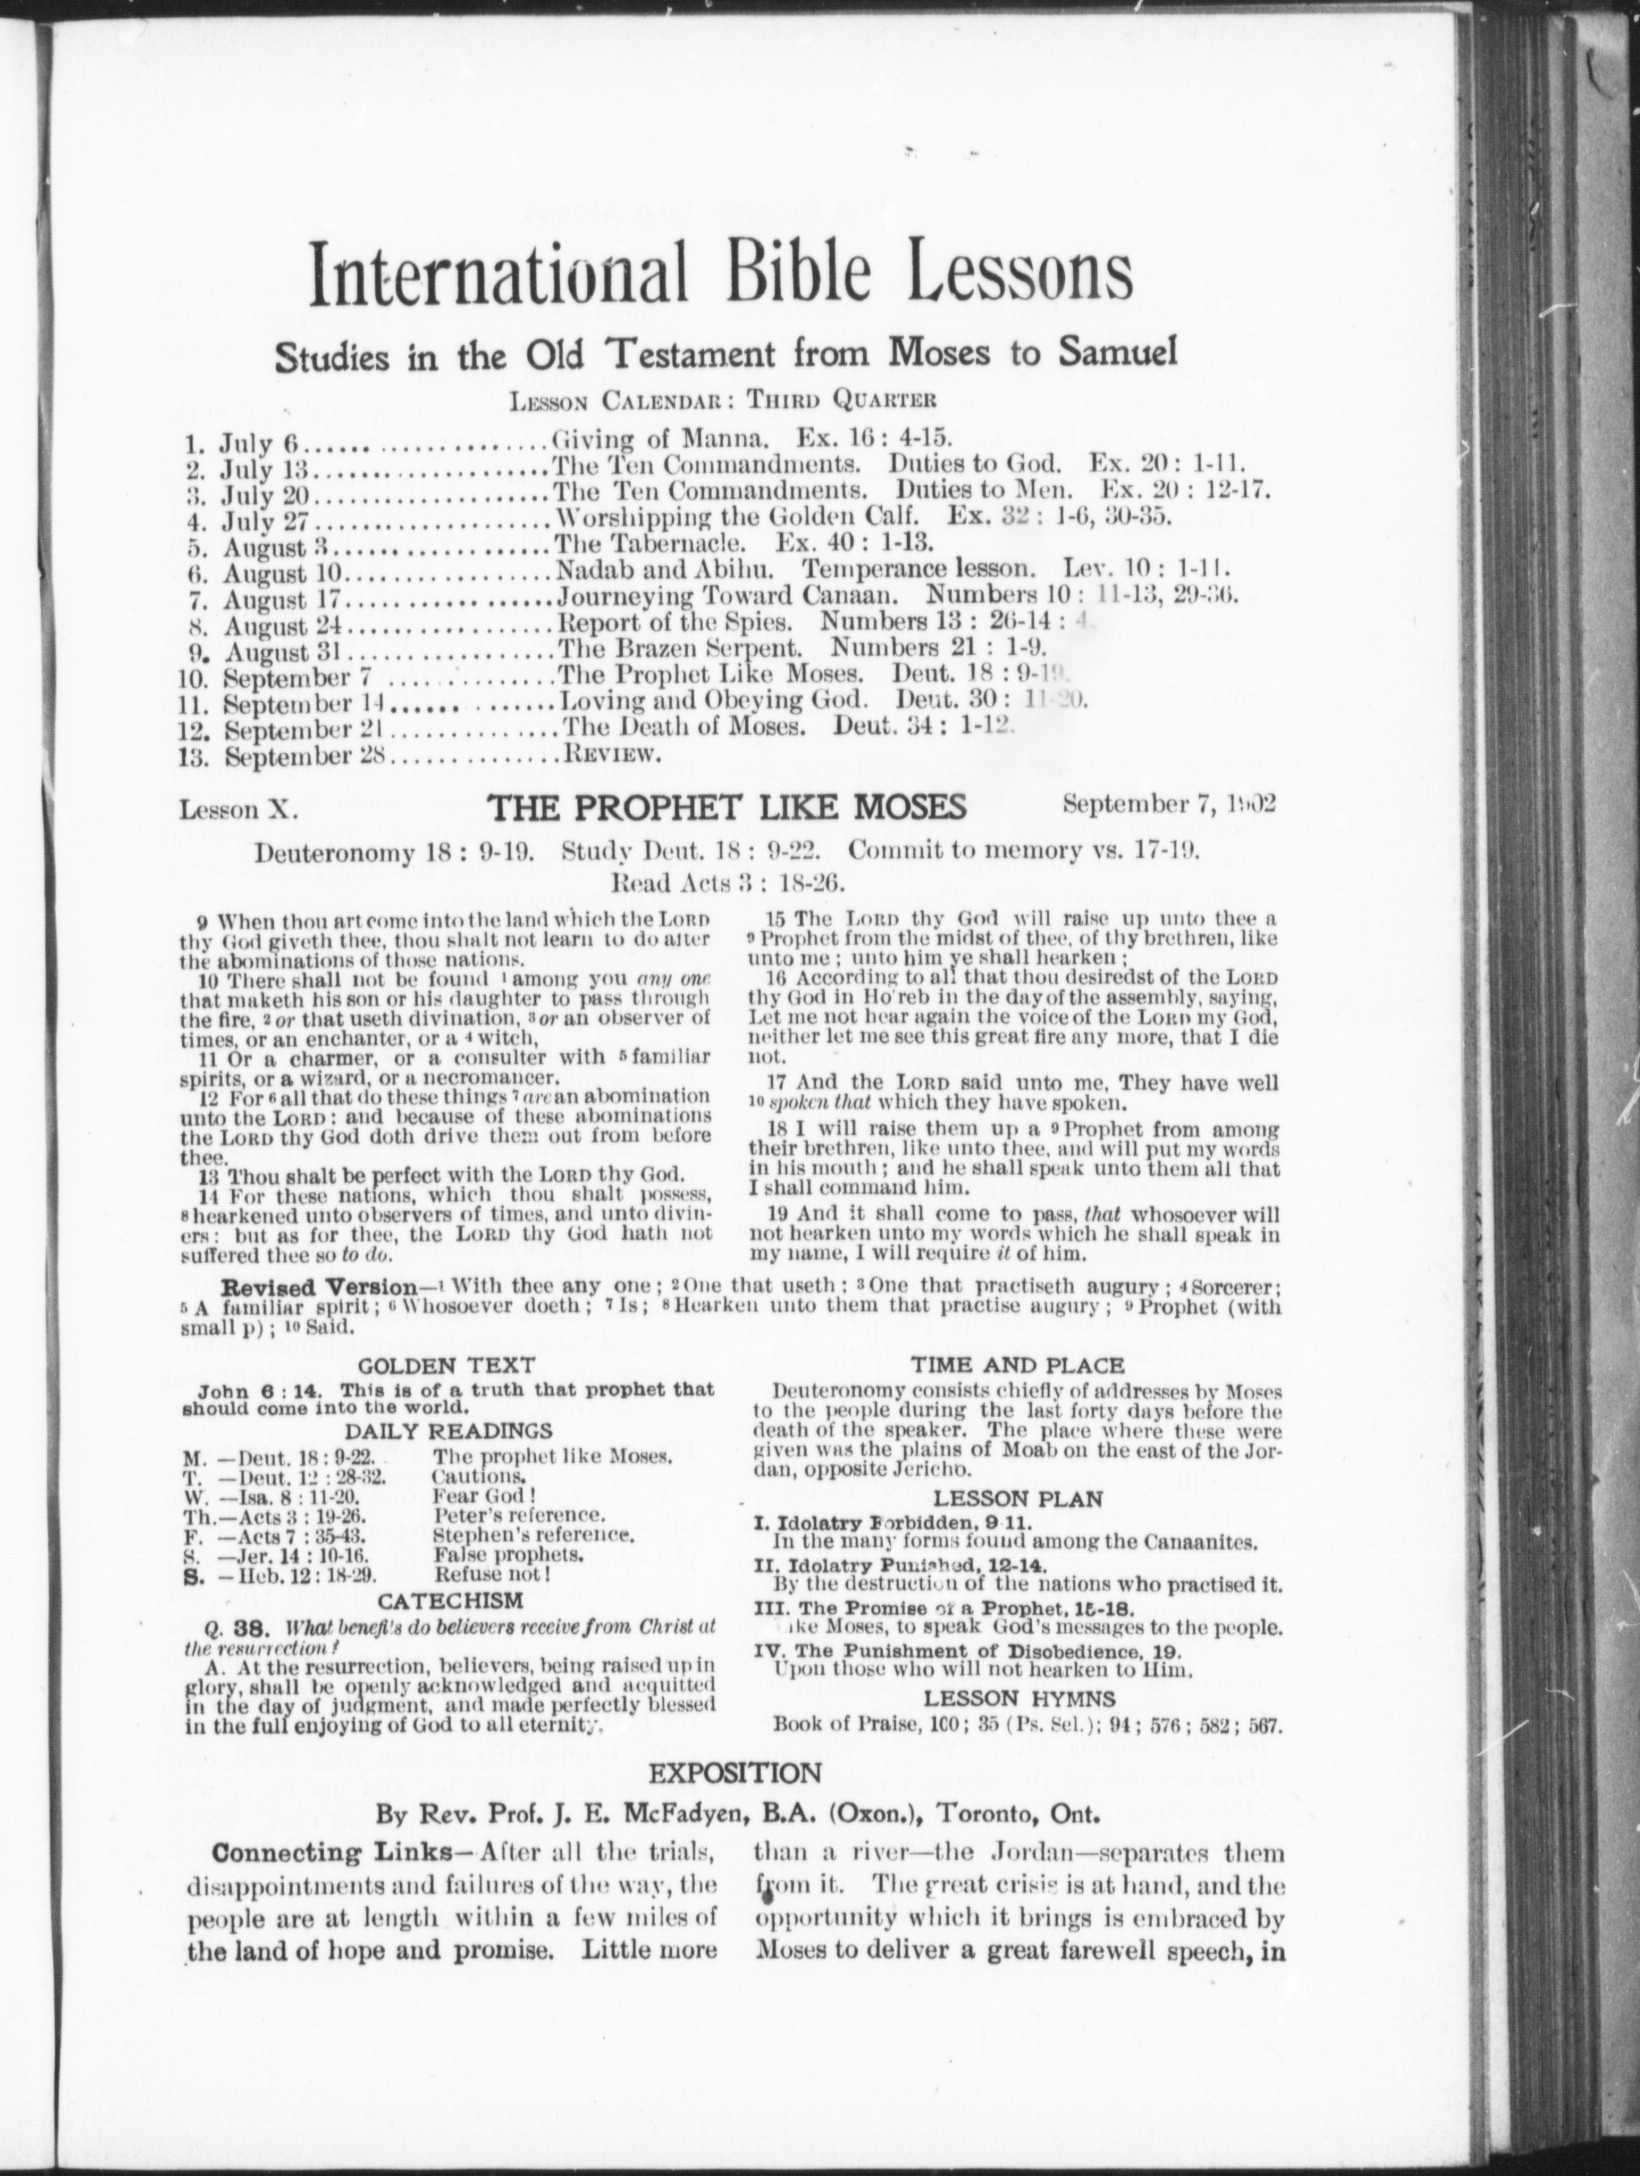 International Bible Lessons
Studies in the Old Testament from Moses to Samuel
LESSON CALENDAR: THIRD QUARTER
1. July 6......................Giving of Manna. Ex. 16: 4-15.
2. July 13.....................The Ten Commandments. Duties to God. Ex. 20: 1-11.
3. July 20.....................The Ten Commandments. Duties to Men. Ex. 20: 12-17.
4. July 27.....................Worshipping the Golden Calf. Ex. 32: 1-6, 30-35.
5. August 3...................The Tabernacle. Ex. 40: 1-13.
6. August 10..................Nadab and Abihu. Temperance lesson. Lev. 10: 1-11.
7. August 17..................Journeying Toward Canaan. Numbers 10: 11-13, 29-36.
8. August 24..................Report of the Spies. Numbers 13: 26-14: 4.
9. August 31..................The Brazen Serpent. Numbers 21: 1-9.
10. September 7 ..............The Prophet Like Moses. Deut. 18: 9-19.
11. September 14..............Loving and Obeying God. Deut. 30: 11-20.
12. September 21..............The Death of Moses. Deut. 34: 1-12.
13. September 28..............REVIEW.
Lesson X. THE PROPHET LIKE MOSES September 7, 1902
Deuteronomy 18: 9-19. Study Deut. 18: 9-22. Commit to memory vs. 17-19.
Read Acts 3: 18-26.
9 When thou art come into the land which the LORD
thy God giveth thee, thou shalt not learn to do after
the abominations of those nations.
10 There shall not be found 1 among you any one
that maketh his son or his daughter to pass through
the fire, 2 or that useth divination, 3 or an observer of
times, or an enchanter, or a 4 witch,
11 Or a charmer, or a consulter with 5 familiar
spirits, or a wizard, or a necromancer.
12 For 6 all that do these things 7 are an abomination
unto the LORD: and because of these abominations
the LORD thy God doth drive them out from before
thee.
13 Thou shalt be perfect with the LORD thy God.
14 For these nations, which thou shalt possess,
8 hearkened unto observers of times, and unto divin-
ers: but as for thee, the LORD thy God hath not
suffered thee so to do.
15 The LORD thy God will raise up unto thee a
9 Prophet from the midst of thee, of thy brethren, like
unto me; unto him ye shall hearken;
16 According to all that thou desiredst of the LORD
thy God in Ho'reb in the day of the assembly, saying,
Let me not hear again the voice of the LORD my God,
neither let me see this great fire any more, that I die
not.
17 And the LORD said unto me, They have well
10 spoken that which they have spoken.
18 I will raise them up a 9 Prophet from among
their brethren, like unto thee, and will put my words
in his mouth; and he shall speak unto them all that
I shall command him.
19 And it shall come to pass, that whosoever will
not hearken unto my words which he shall speak in
my name, I will require it of him.
Revised Version—1 With thee any one; 2 One that useth; 3 One that practiseth augury; 4 Sorcerer;
5 A familiar spirit; 6 Whosoever doeth; 7 Is; 8 Hearken unto them that practise augury; 9 Prophet (with
small p); 10 Said.
GOLDEN TEXT
John 6: 14. This is of a truth that prophet that
should come into the world.
DAILY READINGS
M. —Deut. 18: 9-22. The prophet like Moses.
T. —Deut. 12: 28-32. Cautions.
W. —Isa. 8: 11-20. Fear God!
Th.—Acts 3: 19-26. Peter's reference.
F. —Acts 7: 35-43. Stephen's reference.
S. —Jer. 14: 10-16. False prophets.
S. —Heb. 12: 18-29. Refuse not!
CATECHISM
Q. 38. What benefits do believers receive from Christ at
the resurrection?
A. At the resurrection, believers, being raised up in
glory, shall be openly acknowledged and acquitted
in the day of judgment, and made perfectly blessed
in the full enjoying of God to all eternity.
TIME AND PLACE
Deuteronomy consists chiefly of addresses by Moses
to the people during the last forty days before the
death of the speaker. The place where these were
given was the plains of Moab on the east of the Jor-
dan, opposite Jericho.
LESSON PLAN
I. Idolatry Forbidden, 9-11.
In the many forms found among the Canaanites.
II. Idolatry Punished, 12-14.
By the destruction of the nations who practised it.
III. The Promise of a Prophet, 15-18.
Like Moses, to speak God's messages to the people.
IV. The Punishment of Disobedience, 19.
Upon those who will not hearken to Him.
LESSON HYMNS
Book of Praise, 100; 35 (Ps. Sel.); 94; 576; 582; 567.
EXPOSITION
By Rev. Prof. J. E. McFadyen, B.A. (Oxon.), Toronto, Ont.
Connecting Links—After all the trials,
disappointments and failures of the way, the
people are at length within a few miles of
the land of hope and promise. Little more
than a river—the Jordan—separates them
from it. The great crisis is at hand, and the
opportunity which it brings is embraced by
Moses to deliver a great farewell speech, in